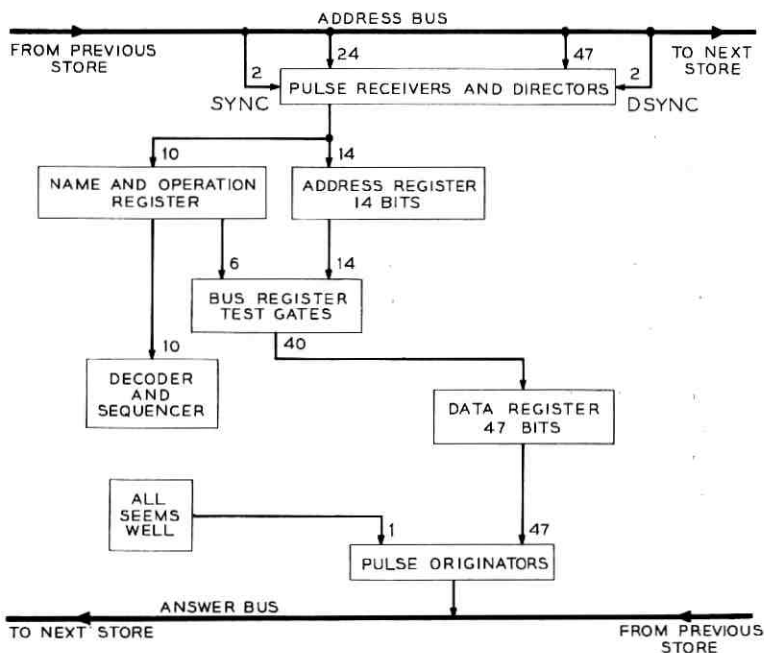 ADDRESS BUS
FROM PREVIOUS
STORE
TO NEXT
STORE
24
47
2
2
SYNC
PULSE RECEIVERS AND DIRECTORS
DSYNC
10
14
NAME AND OPERATION
REGISTER
ADDRESS REGISTER
14 BITS
6
14
BUS REGISTER
TEST GATES
10
40
DECODER
AND
SEQUENCER
DATA REGISTER
47 BITS
ALL
SEEMS
WELL
1
47
PULSE ORIGINATORS
ANSWER BUS
TO NEXT STORE
FROM PREVIOUS
STORE